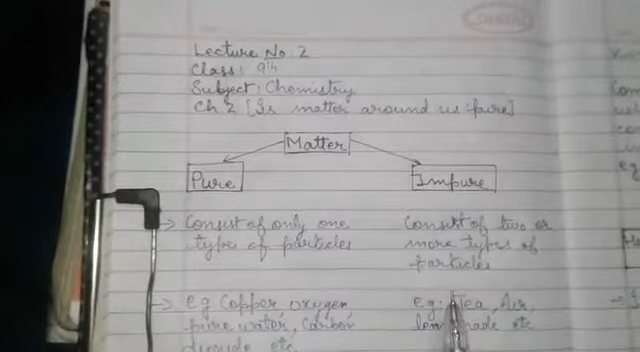 Lecture No. 2
Class: 9th
Subject: Chemistry
Ch 2 [Is matter around us pure]
Matter
Pure
Impure
→ Consist of only one
type of particles
Consist of two or
more types of
particles
→ eg Copper, oxygen
pure water, carbon
dioxide etc.
eg: Tea, Air,
etc